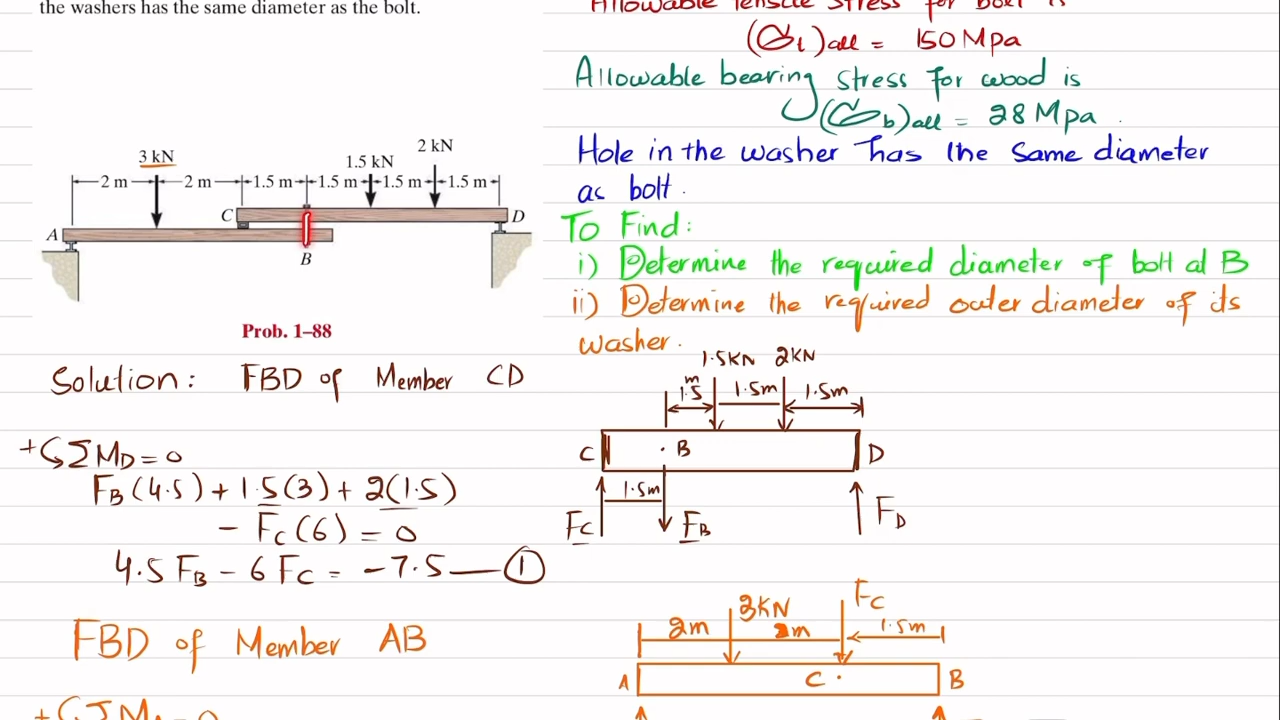 the washers has the same diameter as the bolt.
3 kN
1.5 kN
2 kN
2 m
2 m
1.5 m
1.5 m
1.5 m
1.5 m
C
D
A
B
Prob. 1–88
Allowable tensile stress for bolt is
(σt)all = 150 Mpa
Allowable bearing stress for wood is
(σb)all = 28 Mpa.
Hole in the washer has the same diameter
as bolt.
To Find:
i) Determine the required diameter of bolt at B
ii) Determine the required outer diameter of its
washer.
Solution: FBD of Member CD
+↺ΣMD=0
FB(4.5) + 1.5(3) + 2(1.5)
- FC(6) = 0
4.5 FB - 6 FC = -7.5 — ①
1.5KN 2KN
1.5 m
1.5m
1.5m
C
. B
D
1.5m
FC
FB
FD
FBD of Member AB
3KN
FC
2m
2m
1.5m
A
C .
B